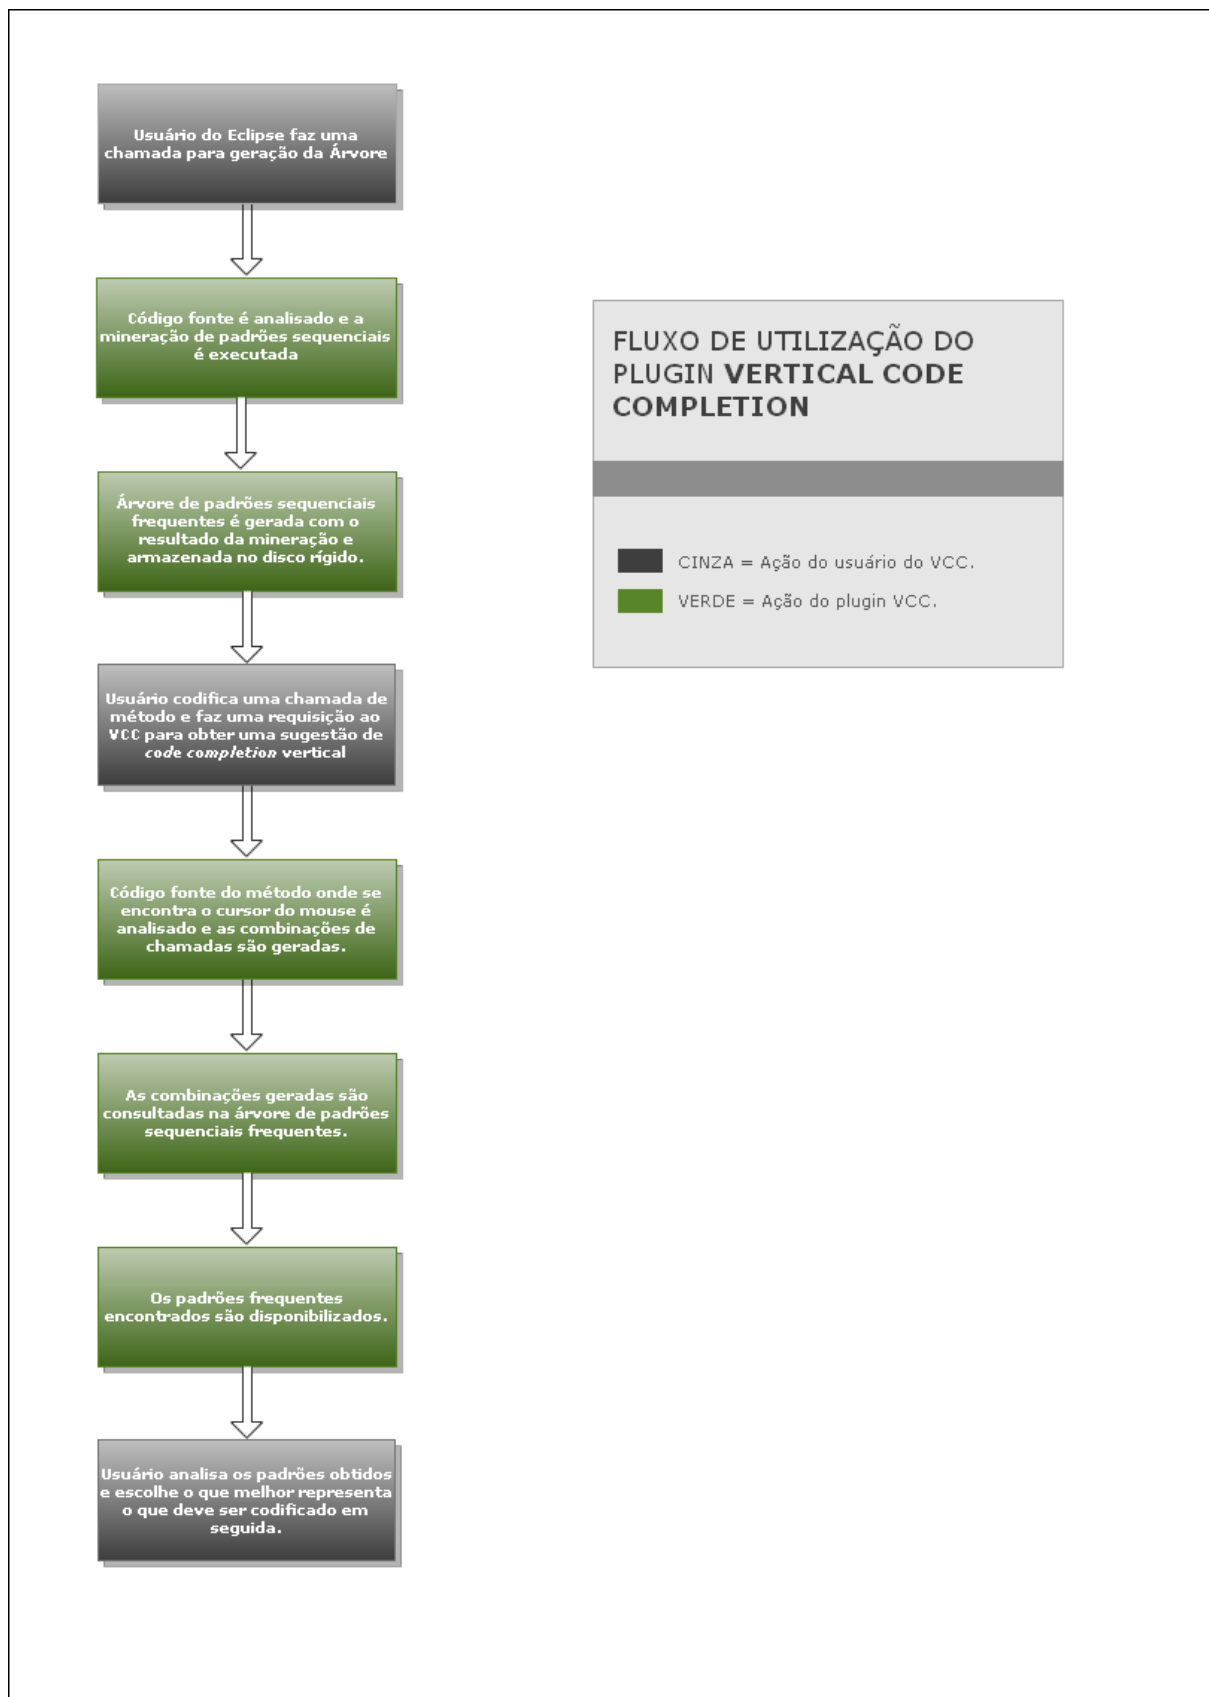 Usuário do Eclipse faz uma
chamada para geração da Árvore
Código fonte é analisado e a
mineração de padrões sequenciais
é executada
Árvore de padrões sequenciais
frequentes é gerada com o
resultado da mineração e
armazenada no disco rígido.
Usuário codifica uma chamada de
método e faz uma requisição ao
VCC para obter uma sugestão de
code completion vertical
Código fonte do método onde se
encontra o cursor do mouse é
analisado e as combinações de
chamadas são geradas.
As combinações geradas são
consultadas na árvore de padrões
sequenciais frequentes.
Os padrões frequentes
encontrados são disponibilizados.
Usuário analisa os padrões obtidos
e escolhe o que melhor representa
o que deve ser codificado em
seguida.
FLUXO DE UTILIZAÇÃO DO
PLUGIN VERTICAL CODE
COMPLETION
CINZA = Ação do usuário do VCC.
VERDE = Ação do plugin VCC.